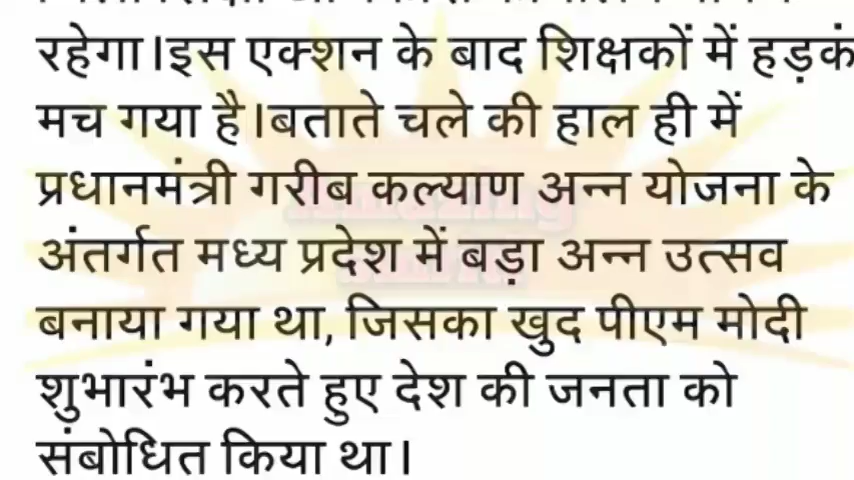 रहेगा।इस एक्शन के बाद शिक्षकों में हड़कं
मच गया है।बताते चले की हाल ही में
प्रधानमंत्री गरीब कल्याण अन्न योजना के
अंतर्गत मध्य प्रदेश में बड़ा अन्न उत्सव
बनाया गया था, जिसका खुद पीएम मोदी
शुभारंभ करते हुए देश की जनता को
संबोधित किया था।